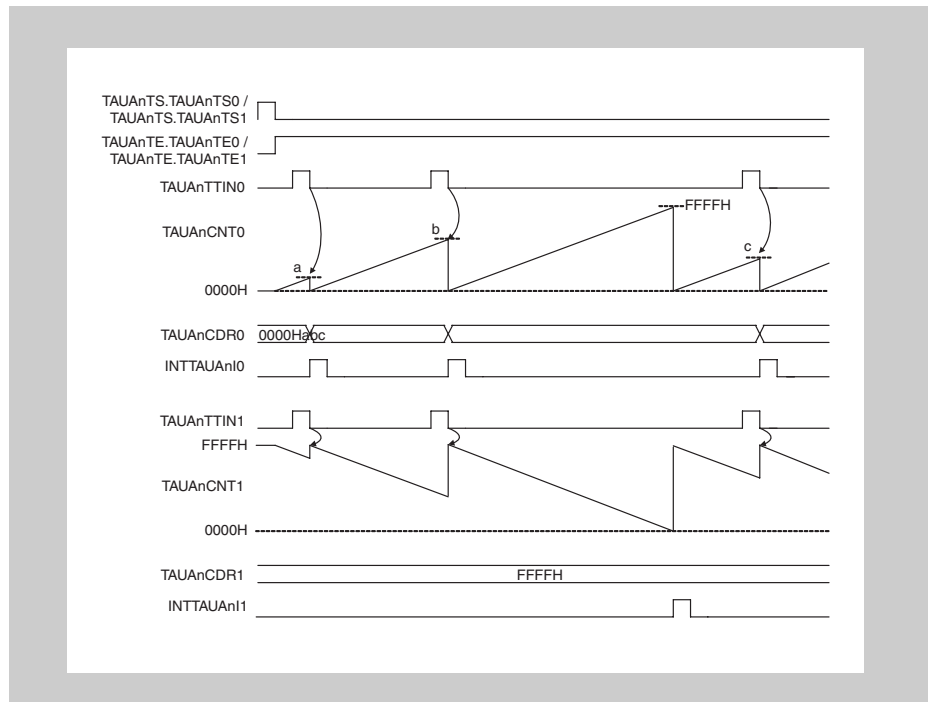 TAUAnTS.TAUAnTS0 /
TAUAnTS.TAUAnTS1
TAUAnTE.TAUAnTE0 /
TAUAnTE.TAUAnTE1
TAUAnTTIN0
FFFFH
TAUAnCNT0
b
c
a
0000H
TAUAnCDR0
0000Habc
INTTAUAnI0
TAUAnTTIN1
FFFFH
TAUAnCNT1
0000H
TAUAnCDR1
FFFFH
INTTAUAnI1